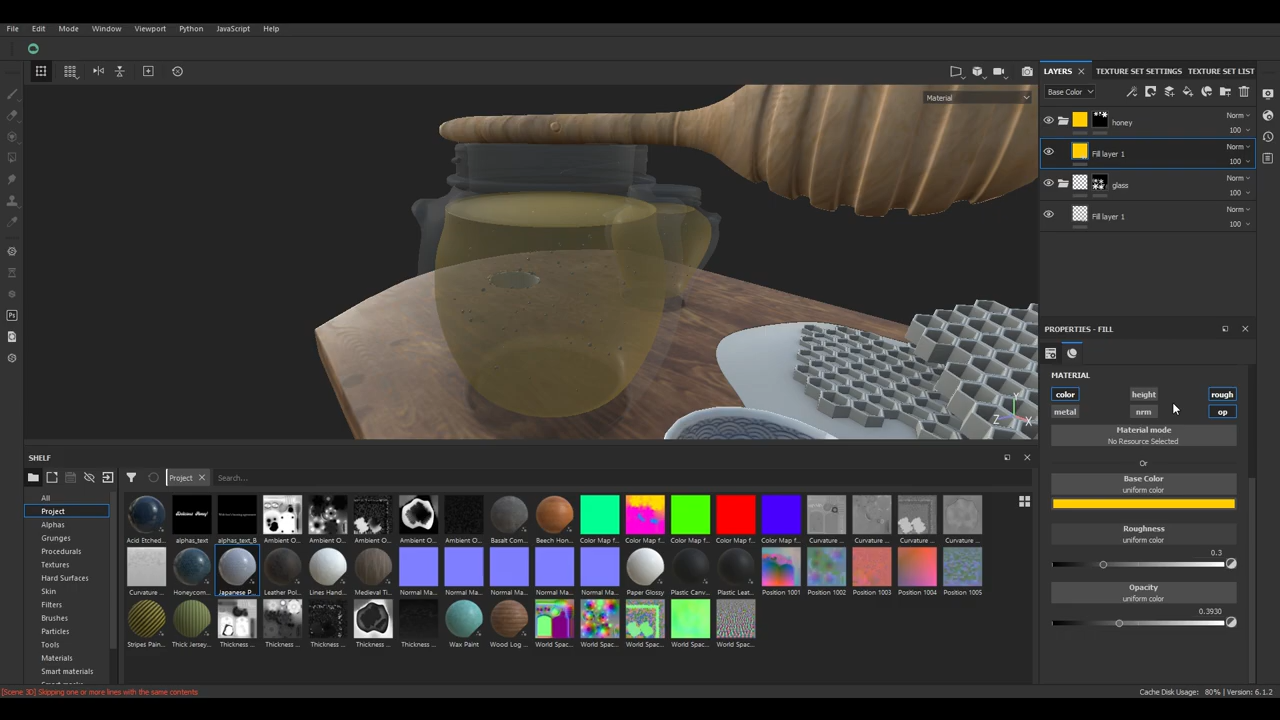 File Edit Mode Window Viewport Python JavaScript Help
LAYERS TEXTURE SET SETTINGS TEXTURE SET LIST
Base Color
Material
honey Norm
100
Fill layer 1 Norm
100
glass Norm
100
Fill layer 1 Norm
100
Y
Z X
PROPERTIES - FILL
MATERIAL
color height rough
metal nrm op
Material mode
No Resource Selected
Or
Base Color
uniform color
Roughness
uniform color
0.3
Opacity
uniform color
0.3930
SHELF
Project Search...
All
Project
Alphas
Grunges
Procedurals
Textures
Hard Surfaces
Skin
Filters
Brushes
Particles
Tools
Materials
Smart materials
Acid Etched... alphas_text alphas_text_B Ambient O... Ambient O... Ambient O... Ambient O... Ambient O... Basalt Com... Beech Hon... Color Map f... Color Map f... Color Map f... Color Map f... Color Map f... Curvature ... Curvature ... Curvature ... Curvature ...
Curvature ... Honeycom... Japanese P... Leather Pol... Lines Hand... Medieval Ti... Normal Ma... Normal Ma... Normal Ma... Normal Ma... Normal Ma... Paper Glossy Plastic Canv... Plastic Leat... Position 1001 Position 1002 Position 1003 Position 1004 Position 1005
Stripes Pain... Thick Jersey... Thickness ... Thickness ... Thickness ... Thickness ... Thickness ... Wax Paint Wood Log ... World Spac... World Spac... World Spac... World Spac... World Spac...
[Scene 3D] Skipping one or more lines with the same contents
Cache Disk Usage: 80% | Version: 6.1.2